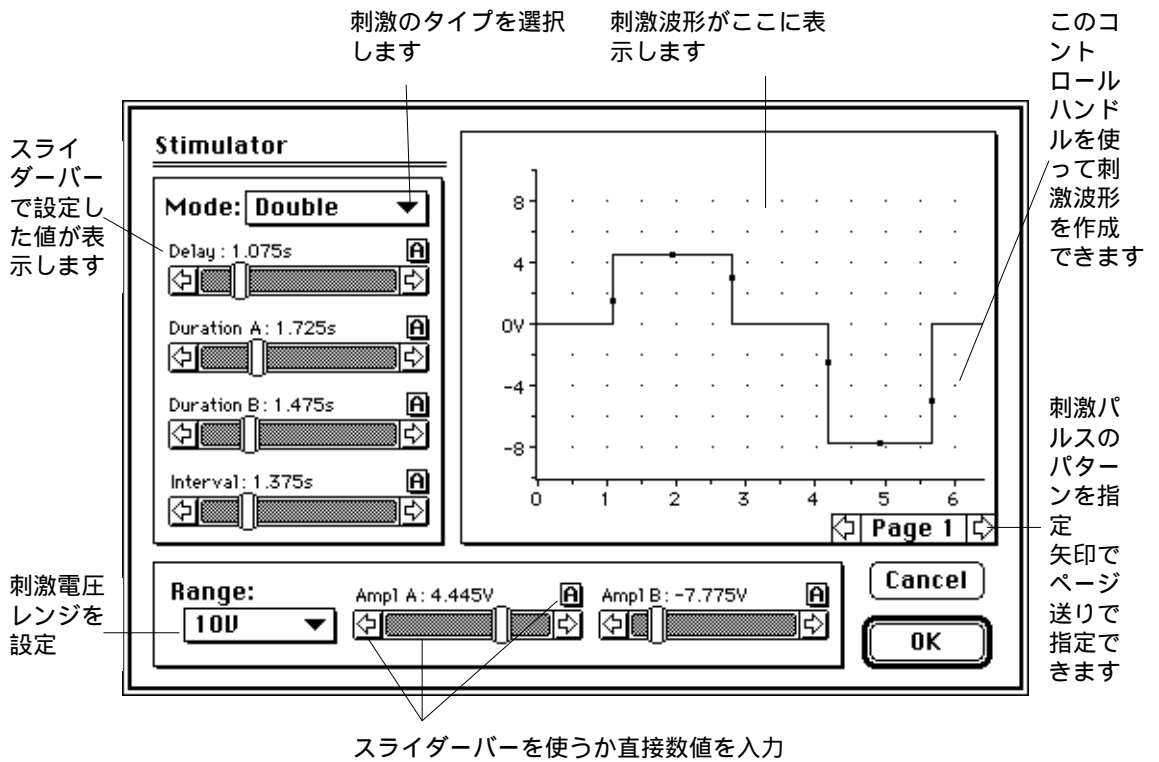 刺激のタイプを選択
します
刺激波形がここに表
示します
このコ
ント
ロール
ハンド
ルを使
って刺
激波形
を作成
できます
スライ
ダーバー
で設定し
た値が表
示します
Stimulator
Mode: Double
Delay : 1.075s
A
Duration A : 1.725s
A
Duration B : 1.475s
A
Interval : 1.375s
A
8
4
0V
-4
-8
0 1 2 3 4 5 6
Page 1
刺激パ
ルスの
パター
ンを指
定
矢印で
ページ
送りで
指定で
きます
刺激電圧
レンジを
設定
Range:
10V
Ampl A : 4.445V
A
Ampl B : -7.775V
A
Cancel
OK
スライダーバーを使うか直接数値を入力